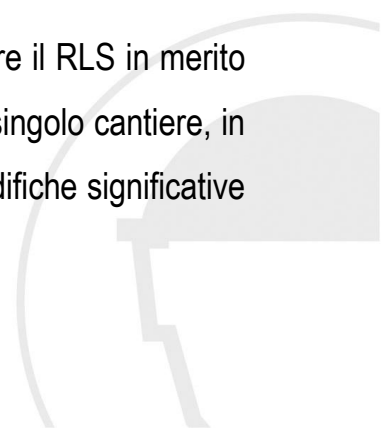 re il RLS in merito
singolo cantiere, in
difiche significative